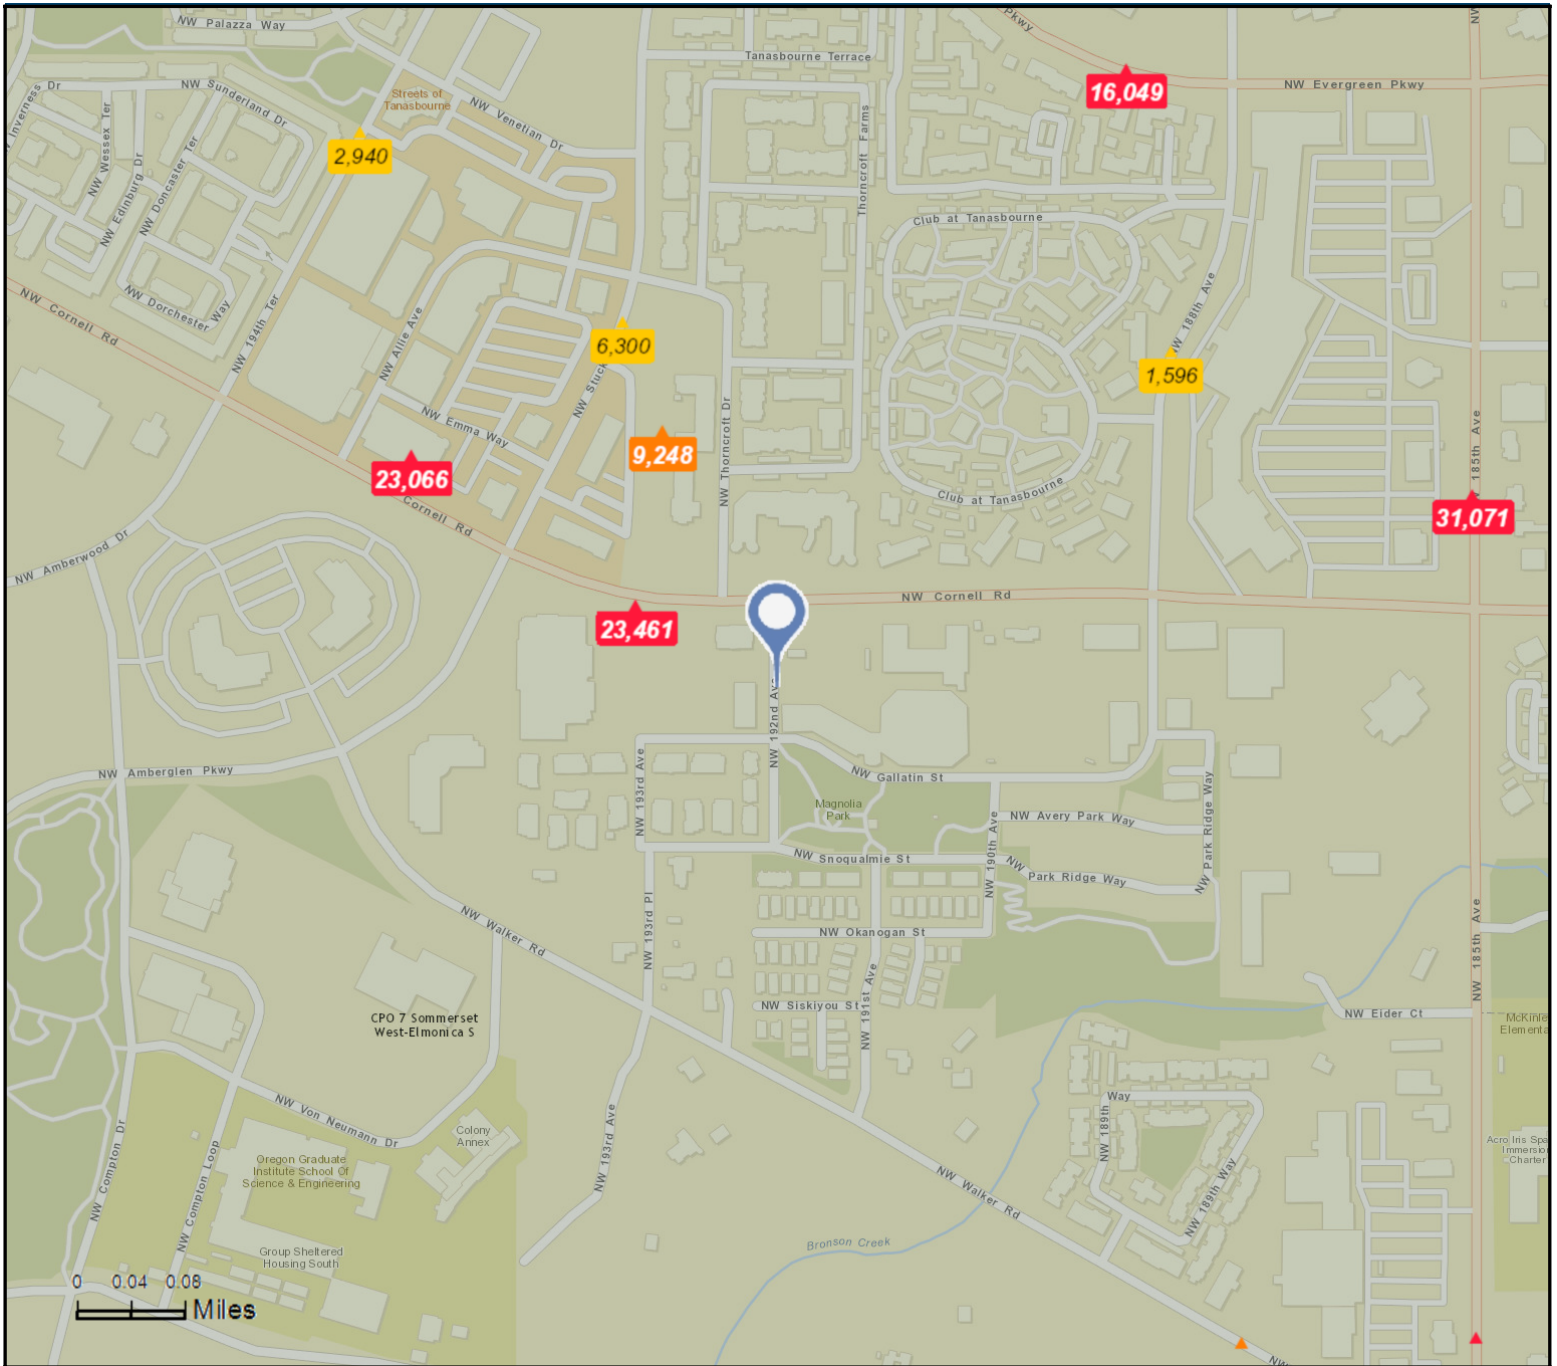 NW Palazza Way
Pkwy
NW
Tanasbourne Terrace
Inverness Dr
NW Sunderland Dr
Streets of
Tanasbourne
NW Venetian Dr
16,049
NW Evergreen Pkwy
NW Wessex Ter
NW Edinburg Dr
NW Doncaster Ter
2,940
Thorncroft Farms
Club at Tanasbourne
NW Cornell Rd
NW Dorchester Way
NW 194th Ter
NW Allie Ave
6,300
NW 188th Ave
1,596
NW Stuck
NW Emma Way
NW Thorncroft Dr
9,248
23,066
Cornell Rd
Club at Tanasbourne
NW 185th Ave
31,071
NW Amberwood Dr
NW Cornell Rd
23,461
NW 192nd Ave
NW Amberglen Pkwy
NW 193rd Ave
NW Gallatin St
Magnolia
Park
NW Avery Park Way
NW Park Ridge Way
NW Snoqualmie St
NW 190th Ave
NW Park Ridge Way
NW Walker Rd
NW 193rd Pl
NW Okanogan St
NW 185th Ave
NW Siskiyou St
NW 191st Ave
NW Eider Ct
CPO 7 Sommerset
West-Elmonica S
McKinle
Elementa
NW Von Neumann Dr
Colony
Annex
NW 193rd Ave
NW 189th Way
NW Compton Dr
NW Compton Loop
Oregon Graduate
Institute School Of
Science & Engineering
Acro Iris Spa
Immersion
Charter
NW Walker Rd
NW 189th Way
Group Sheltered
Housing South
Bronson Creek
0 0.04 0.08
Miles
NW